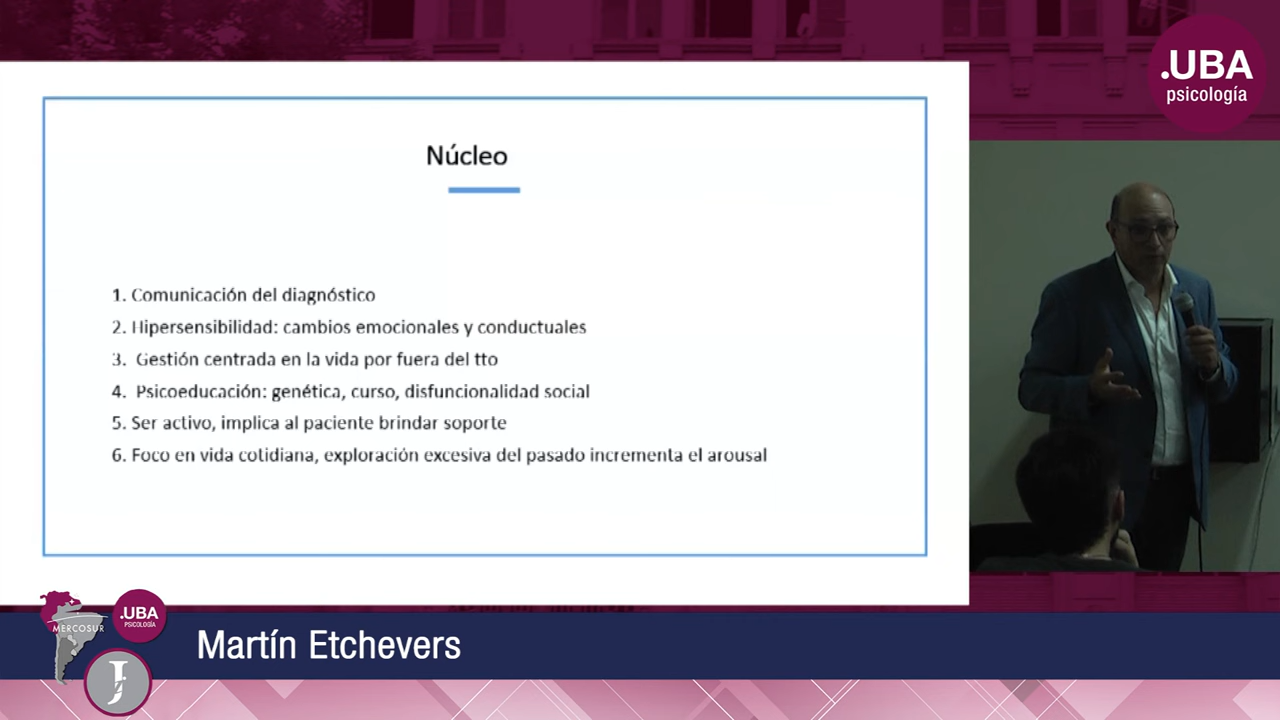 .UBA
psicología
Núcleo
1. Comunicación del diagnóstico
2. Hipersensibilidad: cambios emocionales y conductuales
3. Gestión centrada en la vida por fuera del tto
4. Psicoeducación: genética, curso, disfuncionalidad social
5. Ser activo, implica al paciente brindar soporte
6. Foco en vida cotidiana, exploración excesiva del pasado incrementa el arousal
MERCOSUR
.UBA
PSICOLOGÍA
J
Martín Etchevers